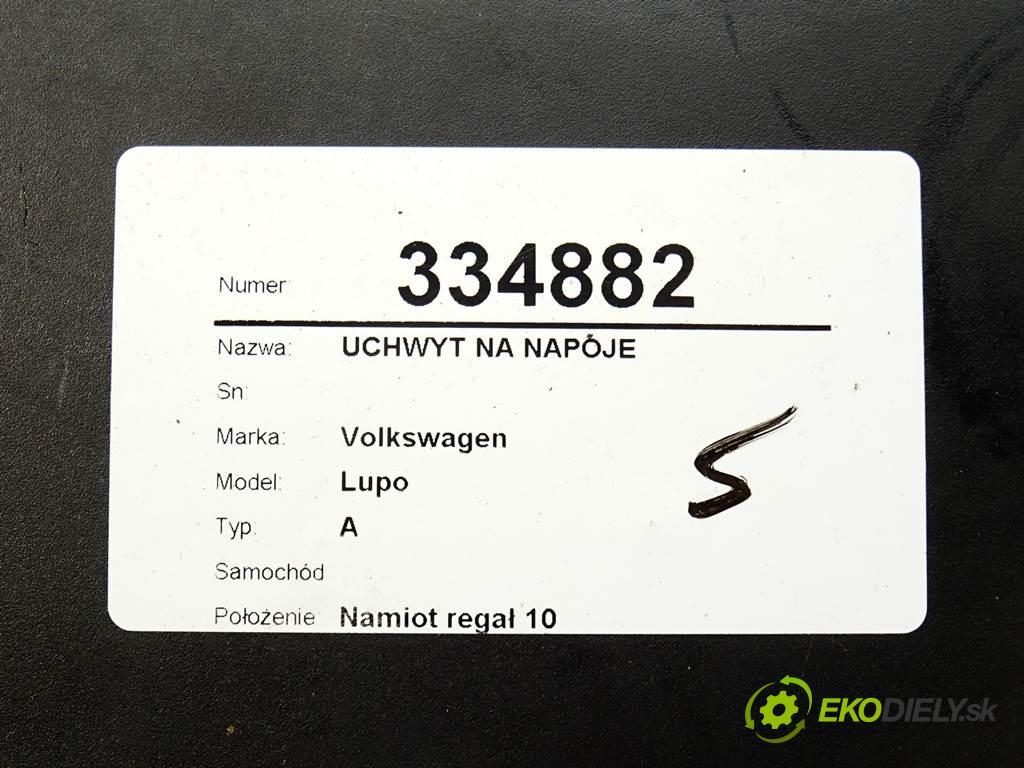 Numer 334882
Nazwa: UCHWYT NA NAPÓJE
Sn:
Marka: Volkswagen
Model: Lupo
Typ: A
Samochód
Położenie Namiot regał 10
S
EKODIELY.sk